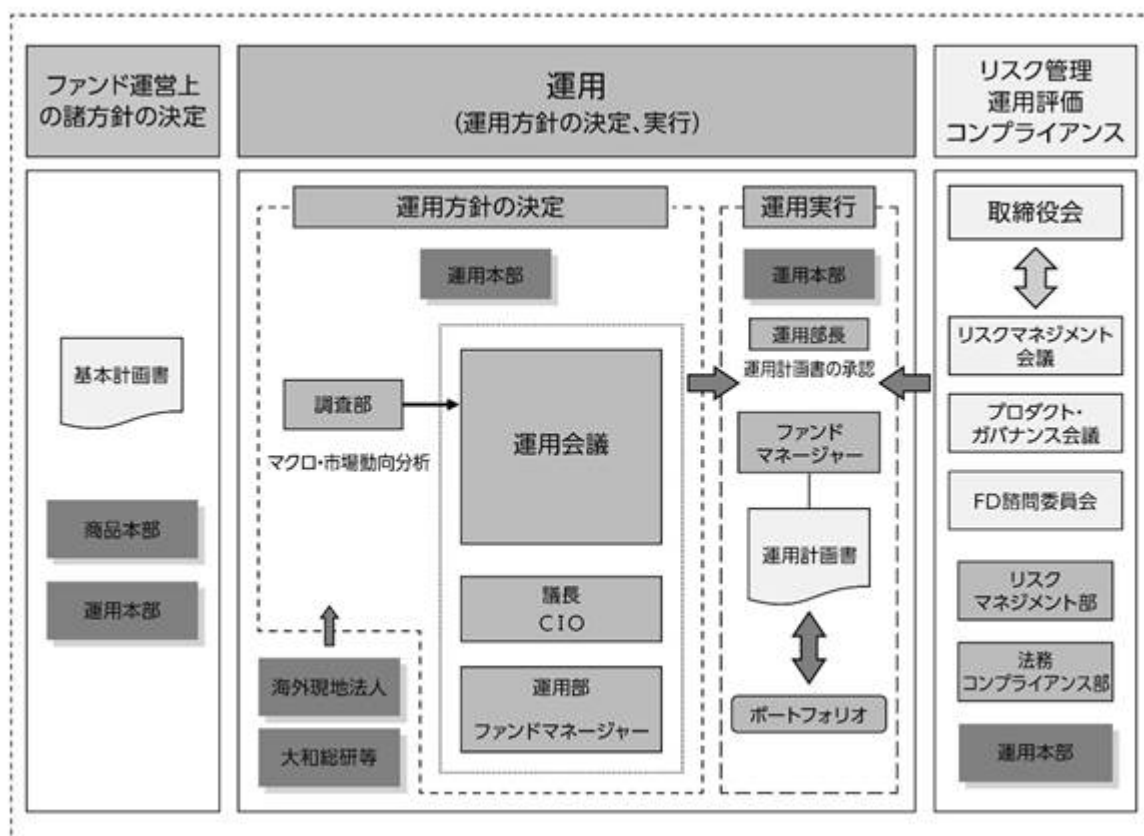 ファンド運営上
の諸方針の決定
運用
(運用方針の決定、実行)
リスク管理
運用評価
コンプライアンス
基本計画書
商品本部
運用本部
運用方針の決定
運用本部
調査部
マクロ・市場動向分析
運用会議
議長
CIO
運用部
ファンドマネージャー
海外現地法人
大和総研等
運用実行
運用本部
運用部長
運用計画書の承認
ファンド
マネージャー
運用計画書
ポートフォリオ
取締役会
リスクマネジメント
会議
プロダクト・
ガバナンス会議
FD諮問委員会
リスク
マネジメント部
法務
コンプライアンス部
運用本部